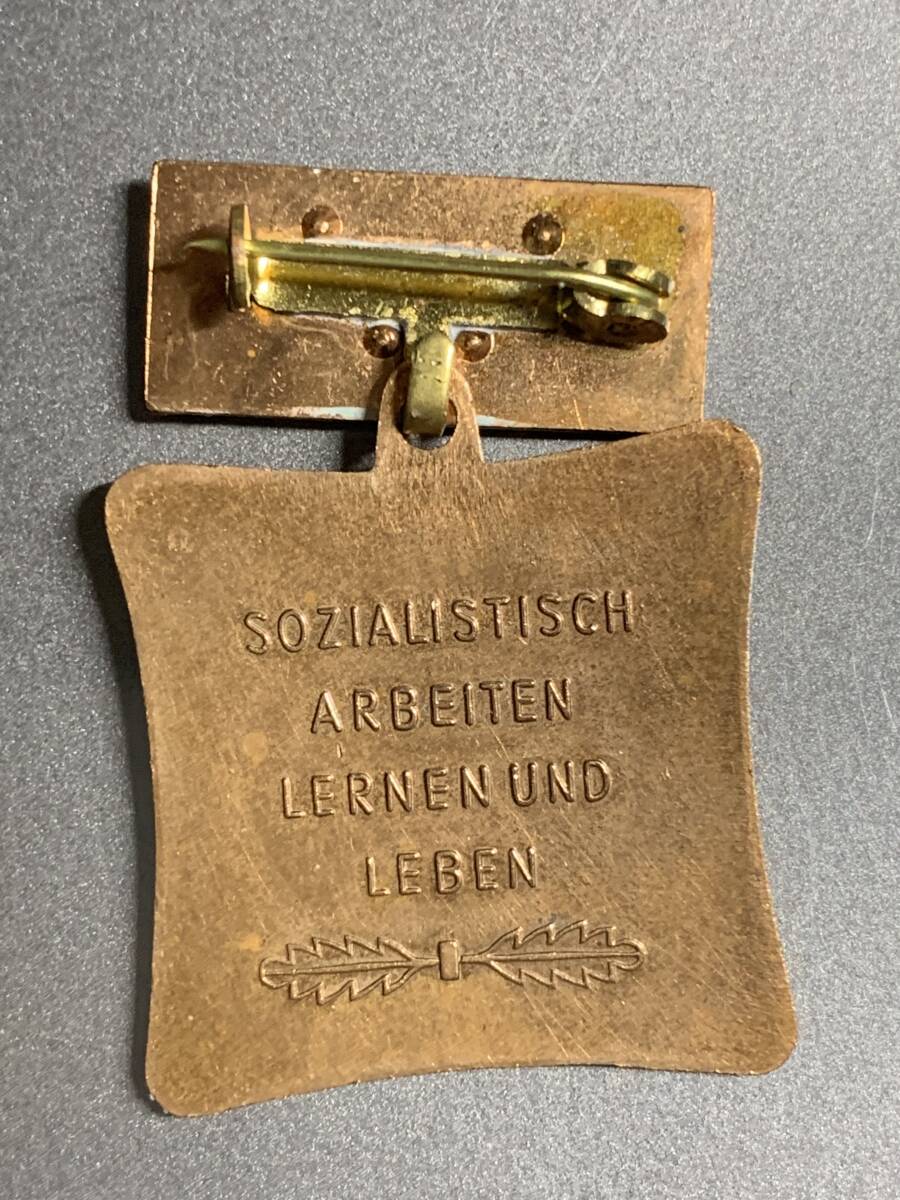 SOZIALISTISCH
ARBEITEN
LERNEN UND
LEBEN